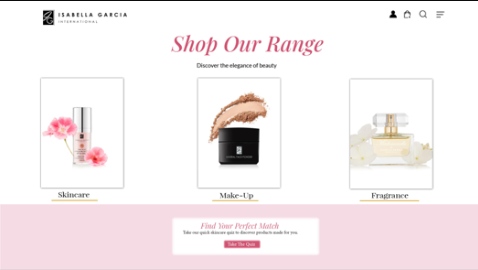 ISABELLA GARCIA
INTERNATIONAL
Shop Our Range
Discover the elegance of beauty
Skincare
Make-Up
Fragrance
Find Your Perfect Match
Take our quick skincare quiz to discover products made for you.
Take The Quiz